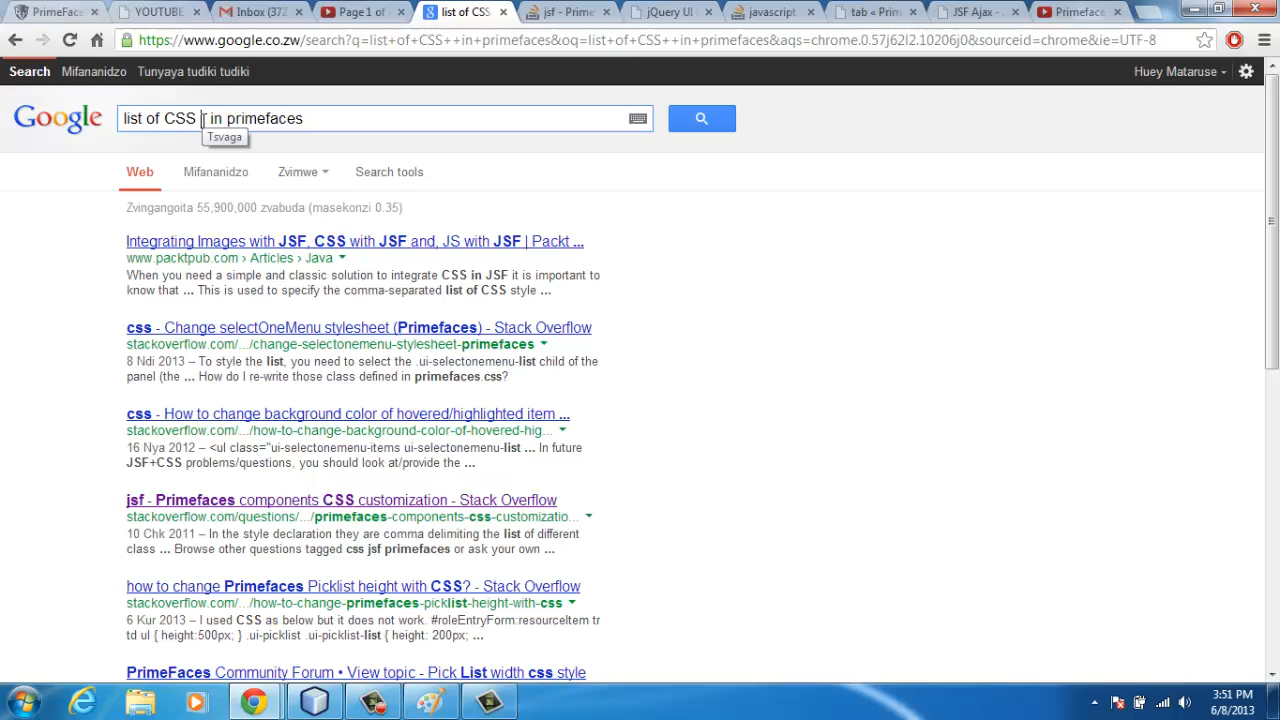 PrimeFac
YOUTUBE
Inbox (372
Page 1 of
list of CSS
jsf - Prime
jQuery UI
javascript
tab « Prim
JSF Ajax -
Primeface
https://www.google.co.zw/search?q=list+of+CSS++in+primefaces&oq=list+of+CSS++in+primefaces&aqs=chrome.0.57j62l2.10206j0&sourceid=chrome&ie=UTF-8
Search Mifananidzo Tunyaya tudiki tudiki Huey Mataruse
Google
list of CSS in primefaces
Tsvaga
Web Mifananidzo Zvimwe Search tools
Zvingangoita 55,900,000 zvabuda (masekonzi 0.35)
Integrating Images with JSF, CSS with JSF and, JS with JSF | Packt ...
www.packtpub.com › Articles › Java
When you need a simple and classic solution to integrate CSS in JSF it is important to
know that ... This is used to specify the comma-separated list of CSS style ...
css - Change selectOneMenu stylesheet (Primefaces) - Stack Overflow
stackoverflow.com/.../change-selectonemenu-stylesheet-primefaces
8 Ndi 2013 – To style the list, you need to select the .ui-selectonemenu-list child of the
panel (the ... How do I re-write those class defined in primefaces.css?
css - How to change background color of hovered/highlighted item ...
stackoverflow.com/.../how-to-change-background-color-of-hovered-hig...
16 Nya 2012 – <ul class="ui-selectonemenu-items ui-selectonemenu-list ... In future
JSF+CSS problems/questions, you should look at/provide the ...
jsf - Primefaces components CSS customization - Stack Overflow
stackoverflow.com/questions/.../primefaces-components-css-customizatio...
10 Chk 2011 – In the style declaration they are comma delimiting the list of different
class ... Browse other questions tagged css jsf primefaces or ask your own ...
how to change Primefaces Picklist height with CSS? - Stack Overflow
stackoverflow.com/.../how-to-change-primefaces-picklist-height-with-css
6 Kur 2013 – I used CSS as below but it does not work. #roleEntryForm:resourceItem tr
td ul { height:500px; } .ui-picklist .ui-picklist-list { height: 200px; ...
PrimeFaces Community Forum • View topic - Pick List width css style
3:51 PM
6/8/2013